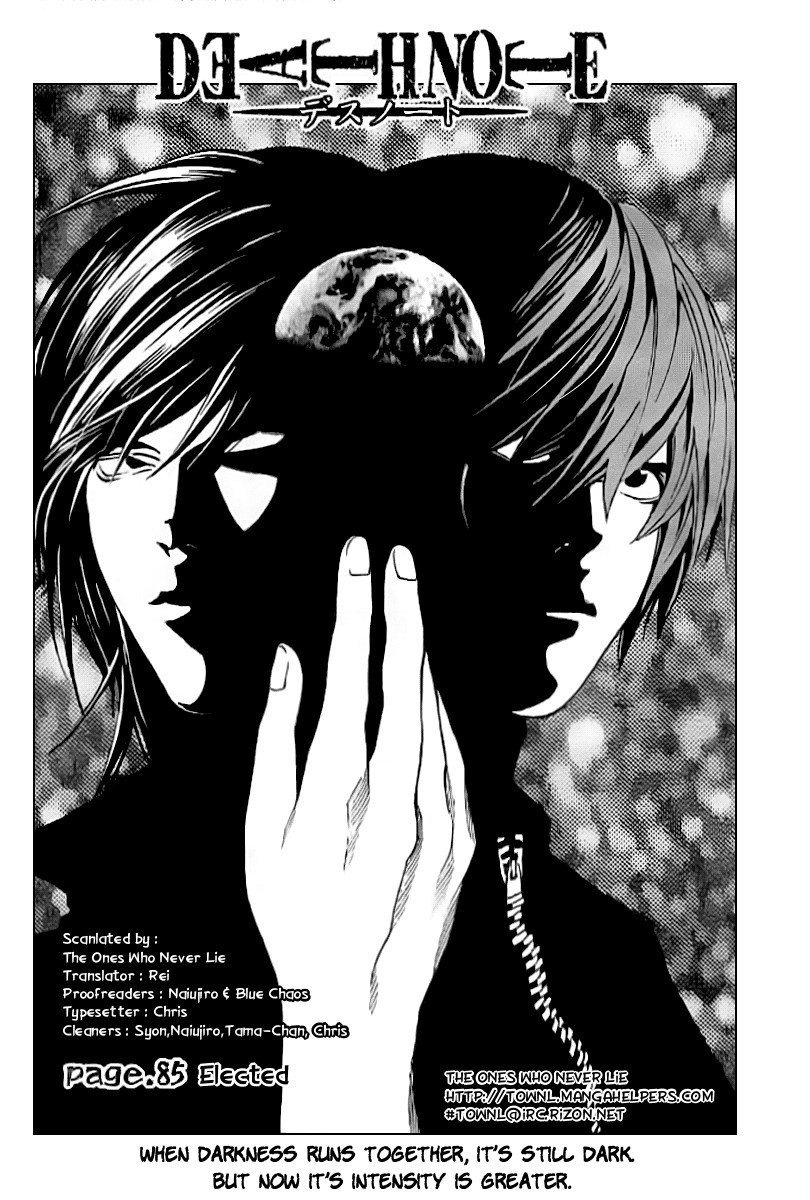 DEATH NOTE
デスノート
Scanlated by :
The Ones Who Never Lie
Translator : Rei
Proofreaders : Naiujiro & Blue Chaos
Typesetter : Chris
Cleaners : Syon,Naiujiro,Tama-Chan, Chris
page.85 Elected
THE ONES WHO NEVER LIE
HTTP://TOWNL.MANGAHELPERS.COM
#TOWNL@IRC.RIZON.NET
WHEN DARKNESS RUNS TOGETHER, IT'S STILL DARK.
BUT NOW IT'S INTENSITY IS GREATER.